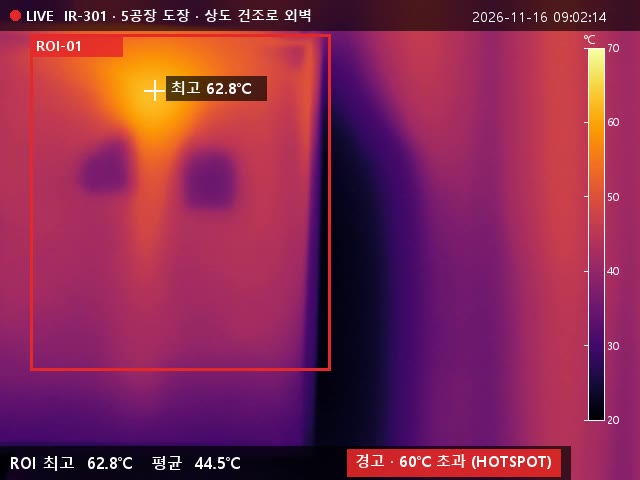 LIVE IR-301 · 5공장 도장 · 상도 건조로 외벽
2026-11-16 09:02:14
℃
ROI-01
최고 62.8℃
70
60
50
40
30
20
ROI 최고 62.8℃ 평균 44.5℃
경고 · 60℃ 초과 (HOTSPOT)